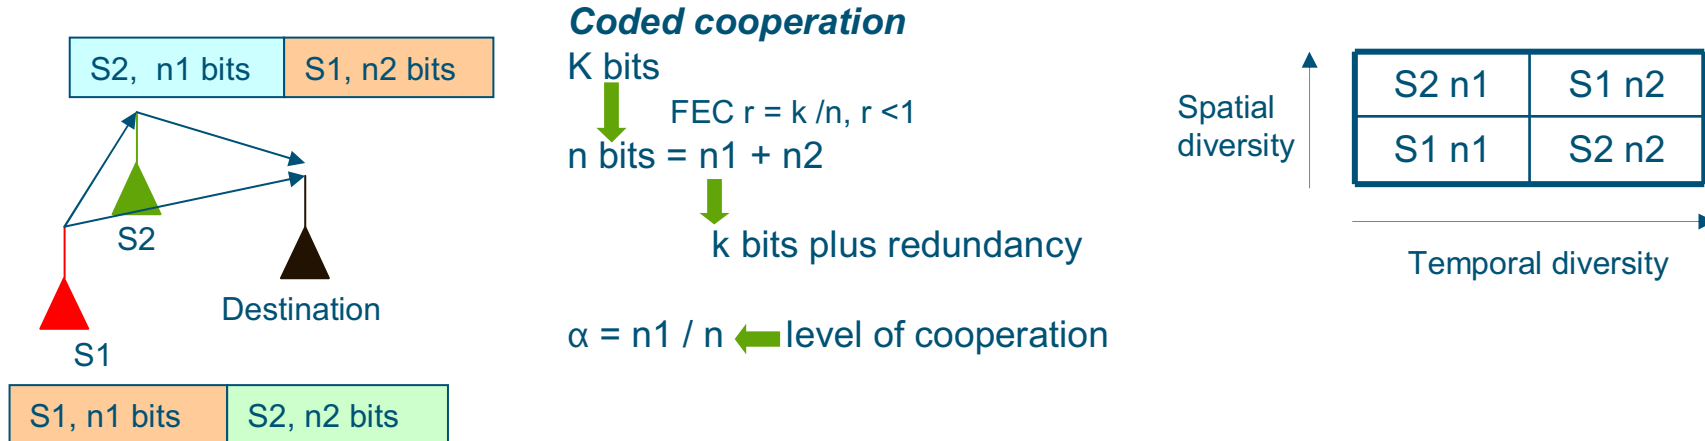 S2, n1 bits
S1, n2 bits
S2
Destination
S1
S1, n1 bits
S2, n2 bits
Coded cooperation
K bits
FEC r = k /n, r <1
n bits = n1 + n2
k bits plus redundancy
α = n1 / n
level of cooperation
Spatial
diversity
S2 n1
S1 n2
S1 n1
S2 n2
Temporal diversity